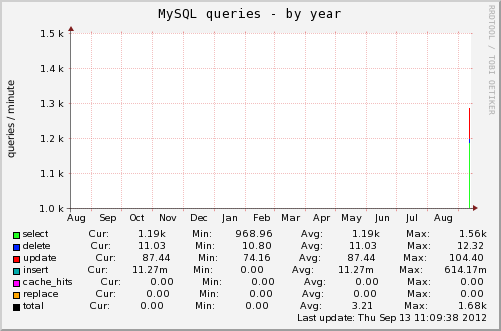 MySQL queries - by year
RRDTOOL / TOBI OETIKER
queries / minute
1.5 k
1.4 k
1.3 k
1.2 k
1.1 k
1.0 k
Aug Sep Oct Nov Dec Jan Feb Mar Apr May Jun Jul Aug
select Cur: 1.19k Min: 968.96 Avg: 1.19k Max: 1.56k
delete Cur: 11.03 Min: 10.80 Avg: 11.03 Max: 12.32
update Cur: 87.44 Min: 74.16 Avg: 87.44 Max: 104.40
insert Cur: 11.27m Min: 0.00 Avg: 11.27m Max: 614.17m
cache_hits Cur: 0.00 Min: 0.00 Avg: 0.00 Max: 0.00
replace Cur: 0.00 Min: 0.00 Avg: 0.00 Max: 0.00
total Cur: 0.00 Min: 0.00 Avg: 3.21 Max: 1.68k
Last update: Thu Sep 13 11:09:38 2012